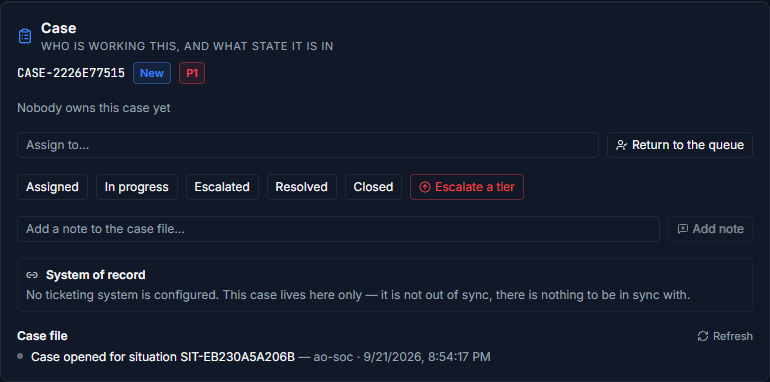 Case
WHO IS WORKING THIS, AND WHAT STATE IT IS IN
CASE-2226E77515 New P1
Nobody owns this case yet
Assign to... Return to the queue
Assigned In progress Escalated Resolved Closed Escalate a tier
Add a note to the case file... Add note
System of record
No ticketing system is configured. This case lives here only — it is not out of sync, there is nothing to be in sync with.
Case file Refresh
Case opened for situation SIT-EB230A5A206B — ao-soc · 9/21/2026, 8:54:17 PM